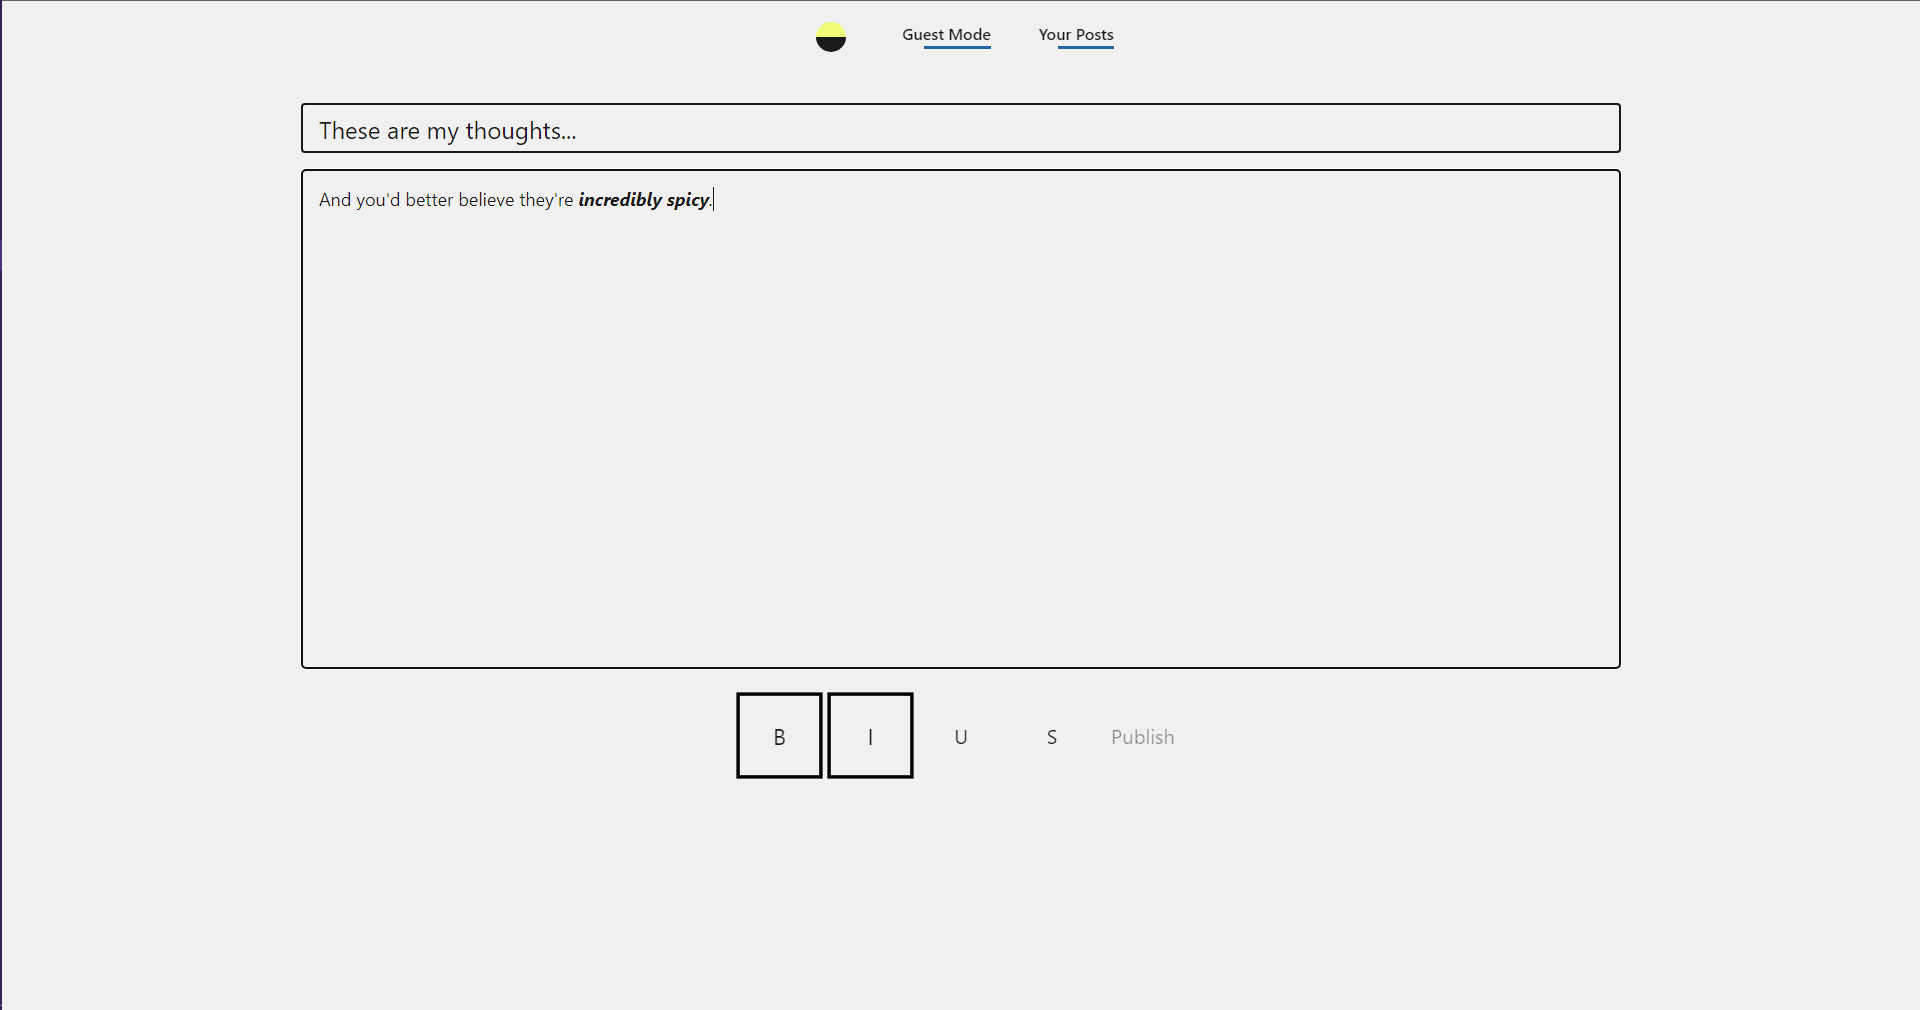 Guest Mode Your Posts
These are my thoughts...
And you'd better believe they're incredibly spicy.
B I U S Publish